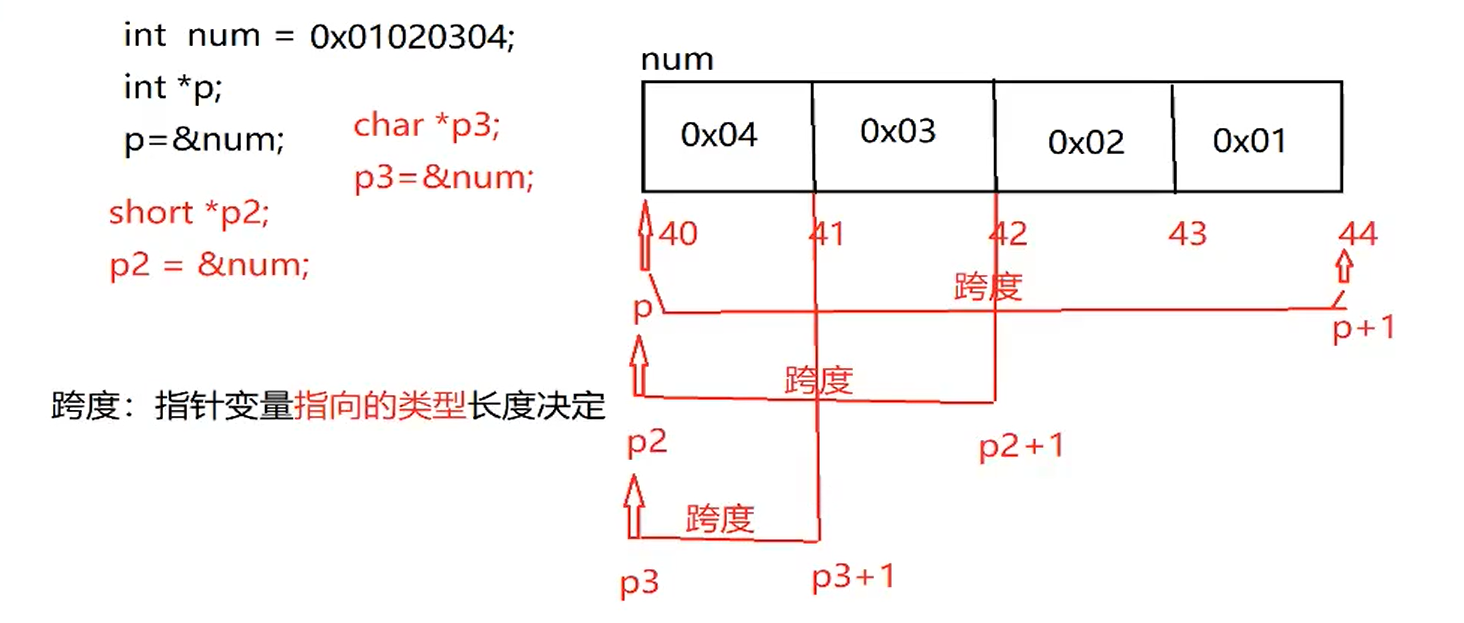 int num = 0x01020304;
int *p;
p=&num;
char *p3;
p3=&num;
short *p2;
p2 = &num;
跨度：指针变量指向的类型长度决定
num
0x04 0x03 0x02 0x01
40 41 42 43 44
跨度
p p+1
跨度
p2 p2+1
跨度
p3 p3+1